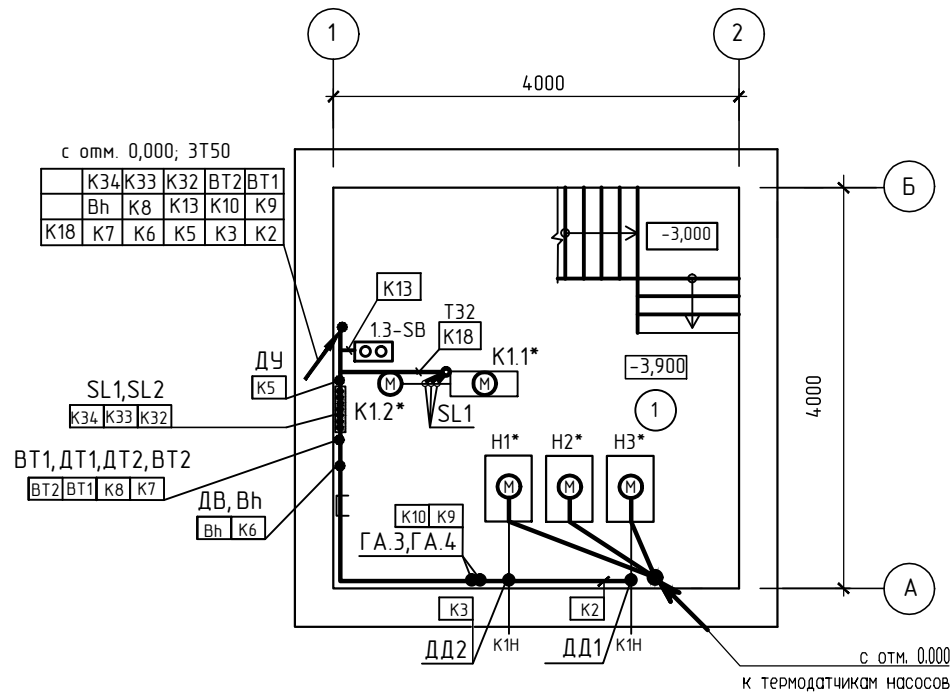 1
2
4000
с отм. 0,000; 3Т50
К34 К33 К32 ВТ2 ВТ1
Вh К8 К13 К10 К9
К18 К7 К6 К5 К3 К2
Б
-3,000
К13
1.3-SB
Т32
К18
К1.1*
ДУ
К5
К1.2*
М
М
SL1
SL1,SL2
К34 К33 К32
-3,900
1
4000
ВТ1,ДТ1,ДТ2,ВТ2
ВТ2 ВТ1 К8 К7
Н1* Н2* Н3*
М М М
ДВ,Вh
Вh К6
К10 К9
ГА.3,ГА.4
А
К3
К2
ДД2
К1Н
ДД1
К1Н
с отм. 0.000
к термодатчикам насосов